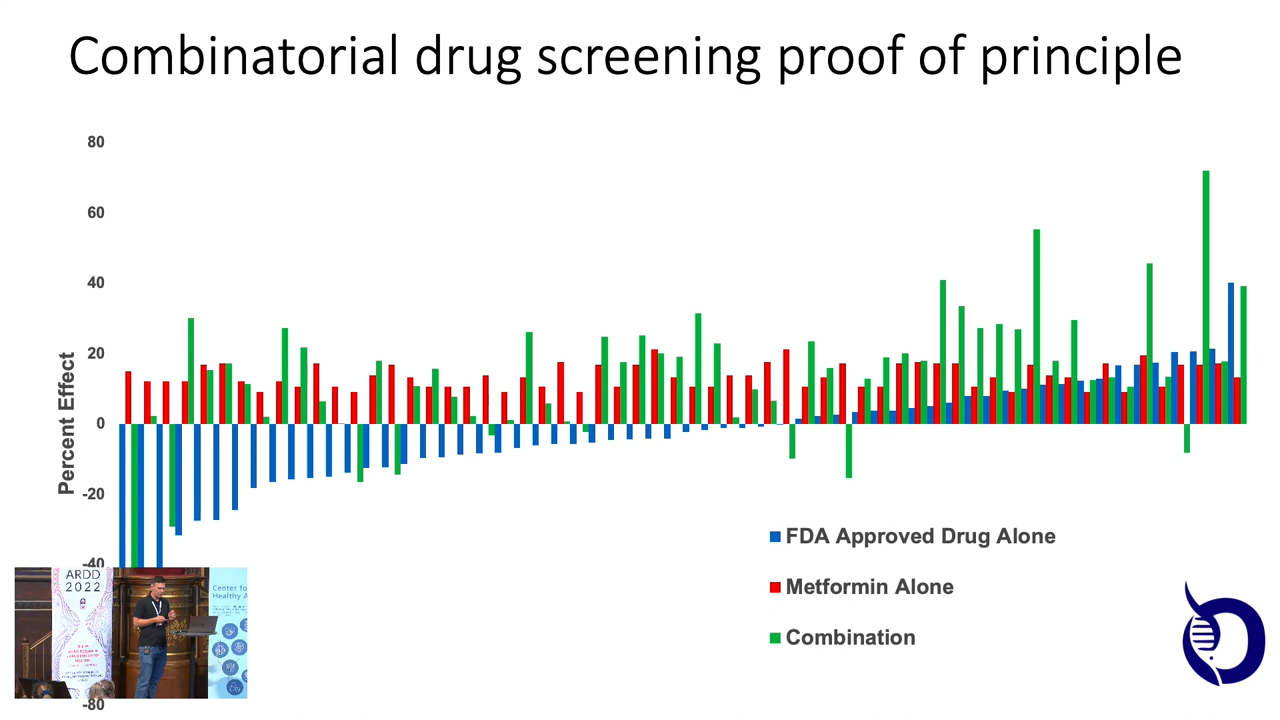 Combinatorial drug screening proof of principle
80
60
40
20
0
-20
-40
-80
Percent Effect
FDA Approved Drug Alone
Metformin Alone
Combination
ARDD
2022
Center fo
Healthy A